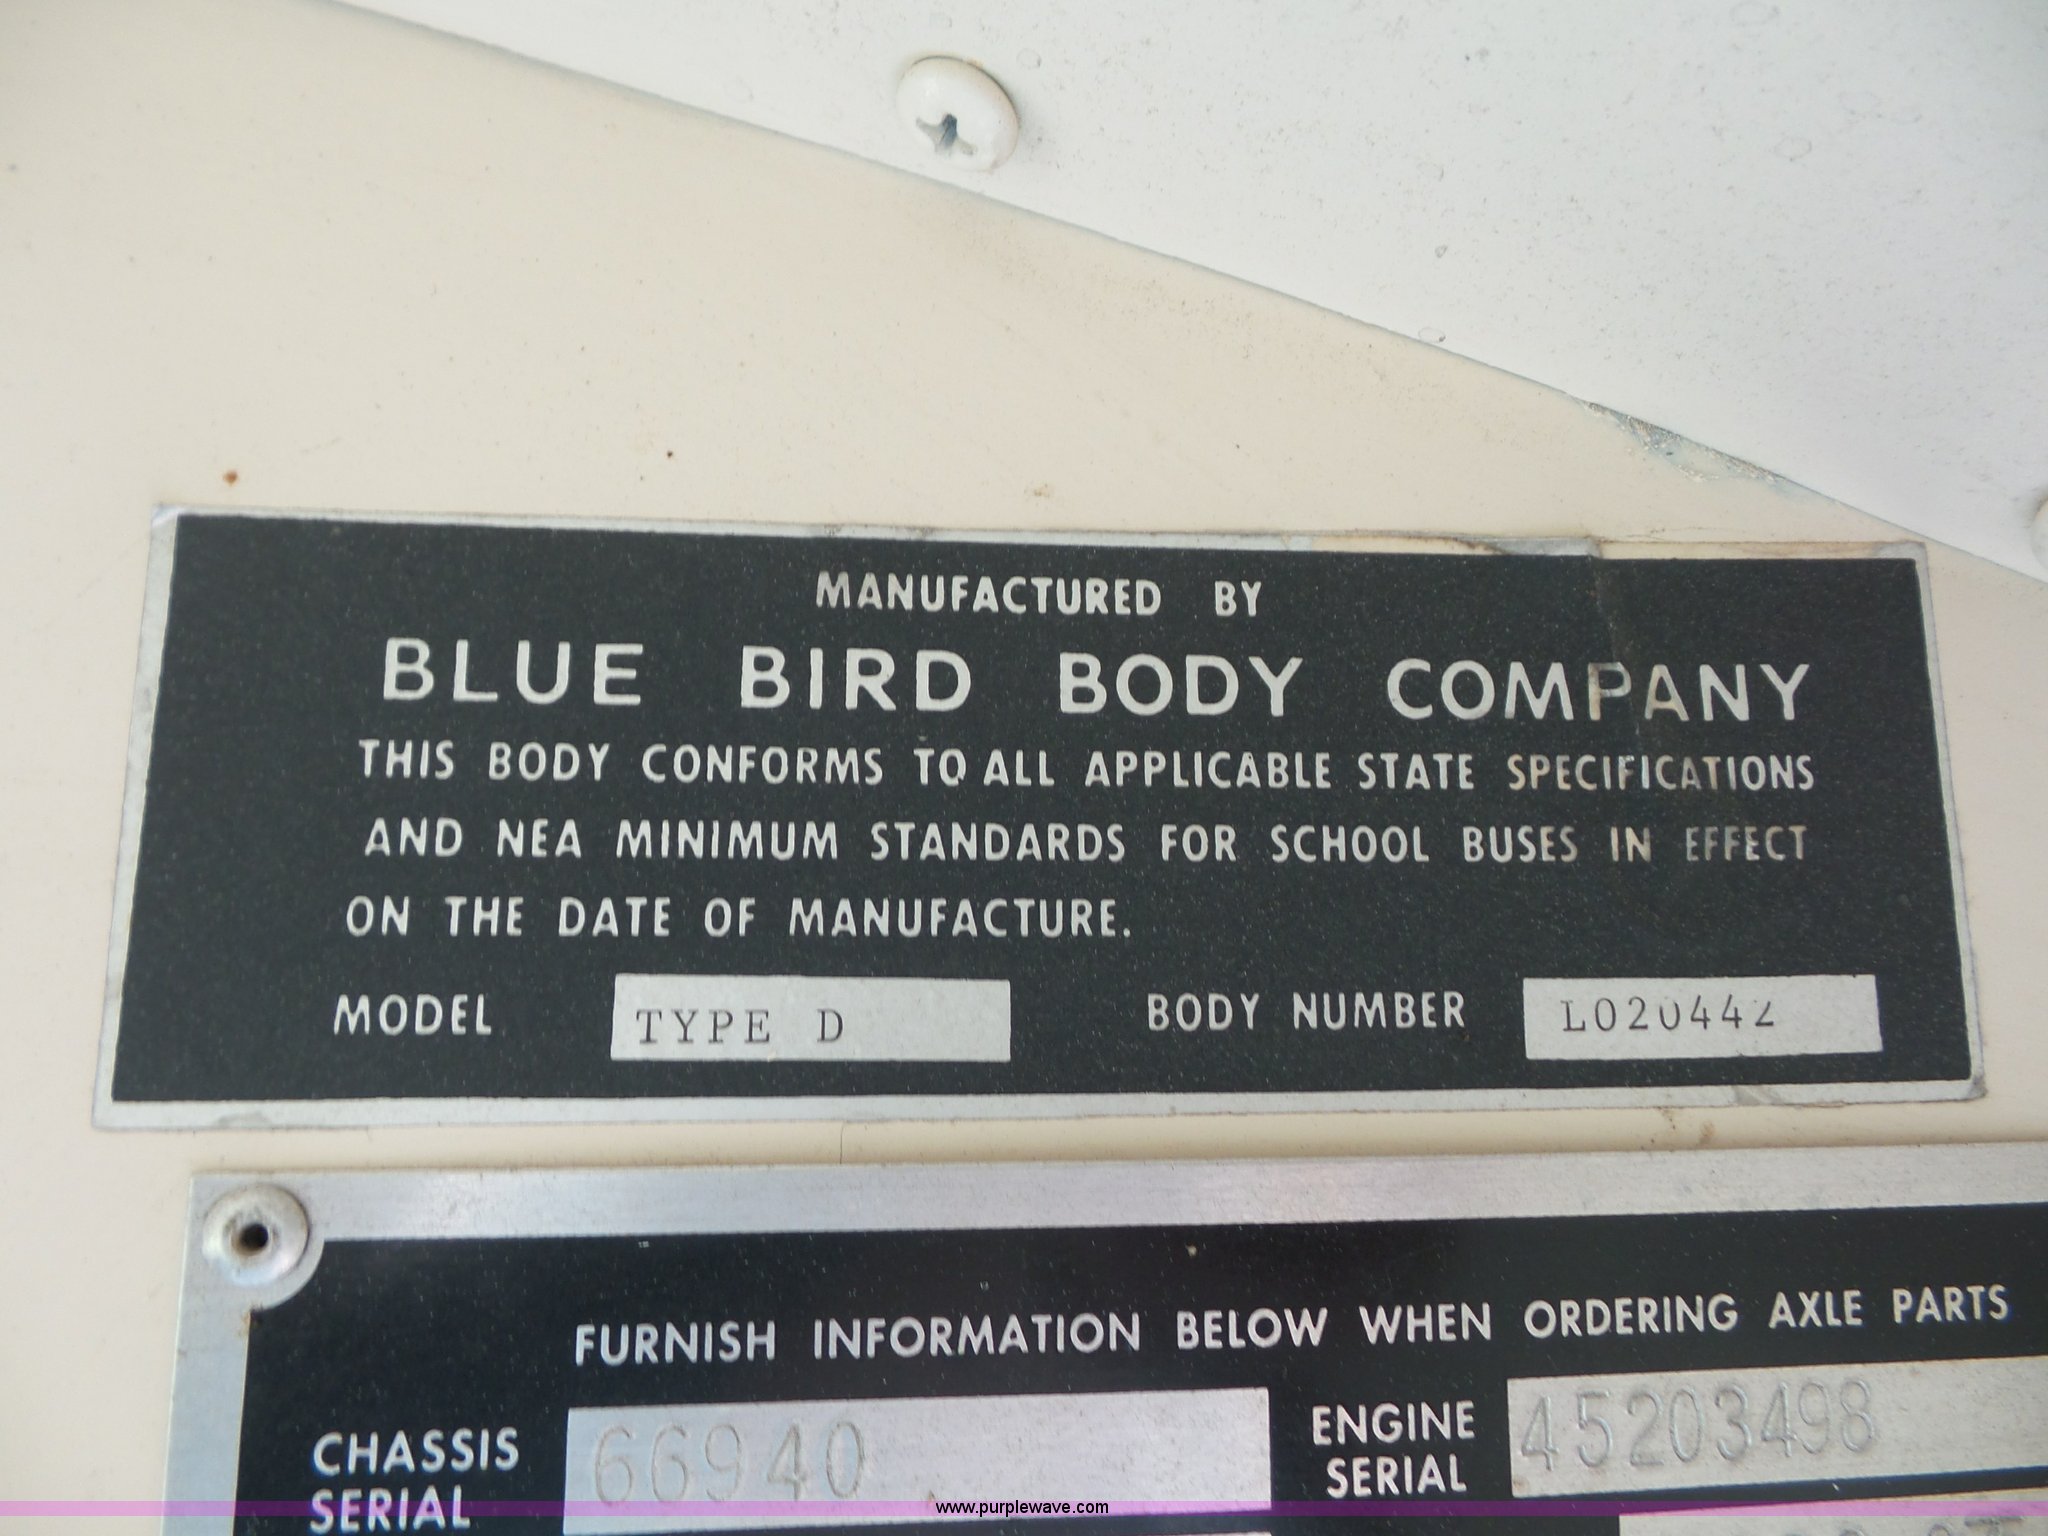 MANUFACTURED BY
BLUE BIRD BODY COMPANY
THIS BODY CONFORMS TO ALL APPLICABLE STATE SPECIFICATIONS
AND NEA MINIMUM STANDARDS FOR SCHOOL BUSES IN EFFECT
ON THE DATE OF MANUFACTURE.
MODEL TYPE D BODY NUMBER L020442
FURNISH INFORMATION BELOW WHEN ORDERING AXLE PARTS
CHASSIS SERIAL 66940 ENGINE SERIAL 45203498
www.purplewave.com